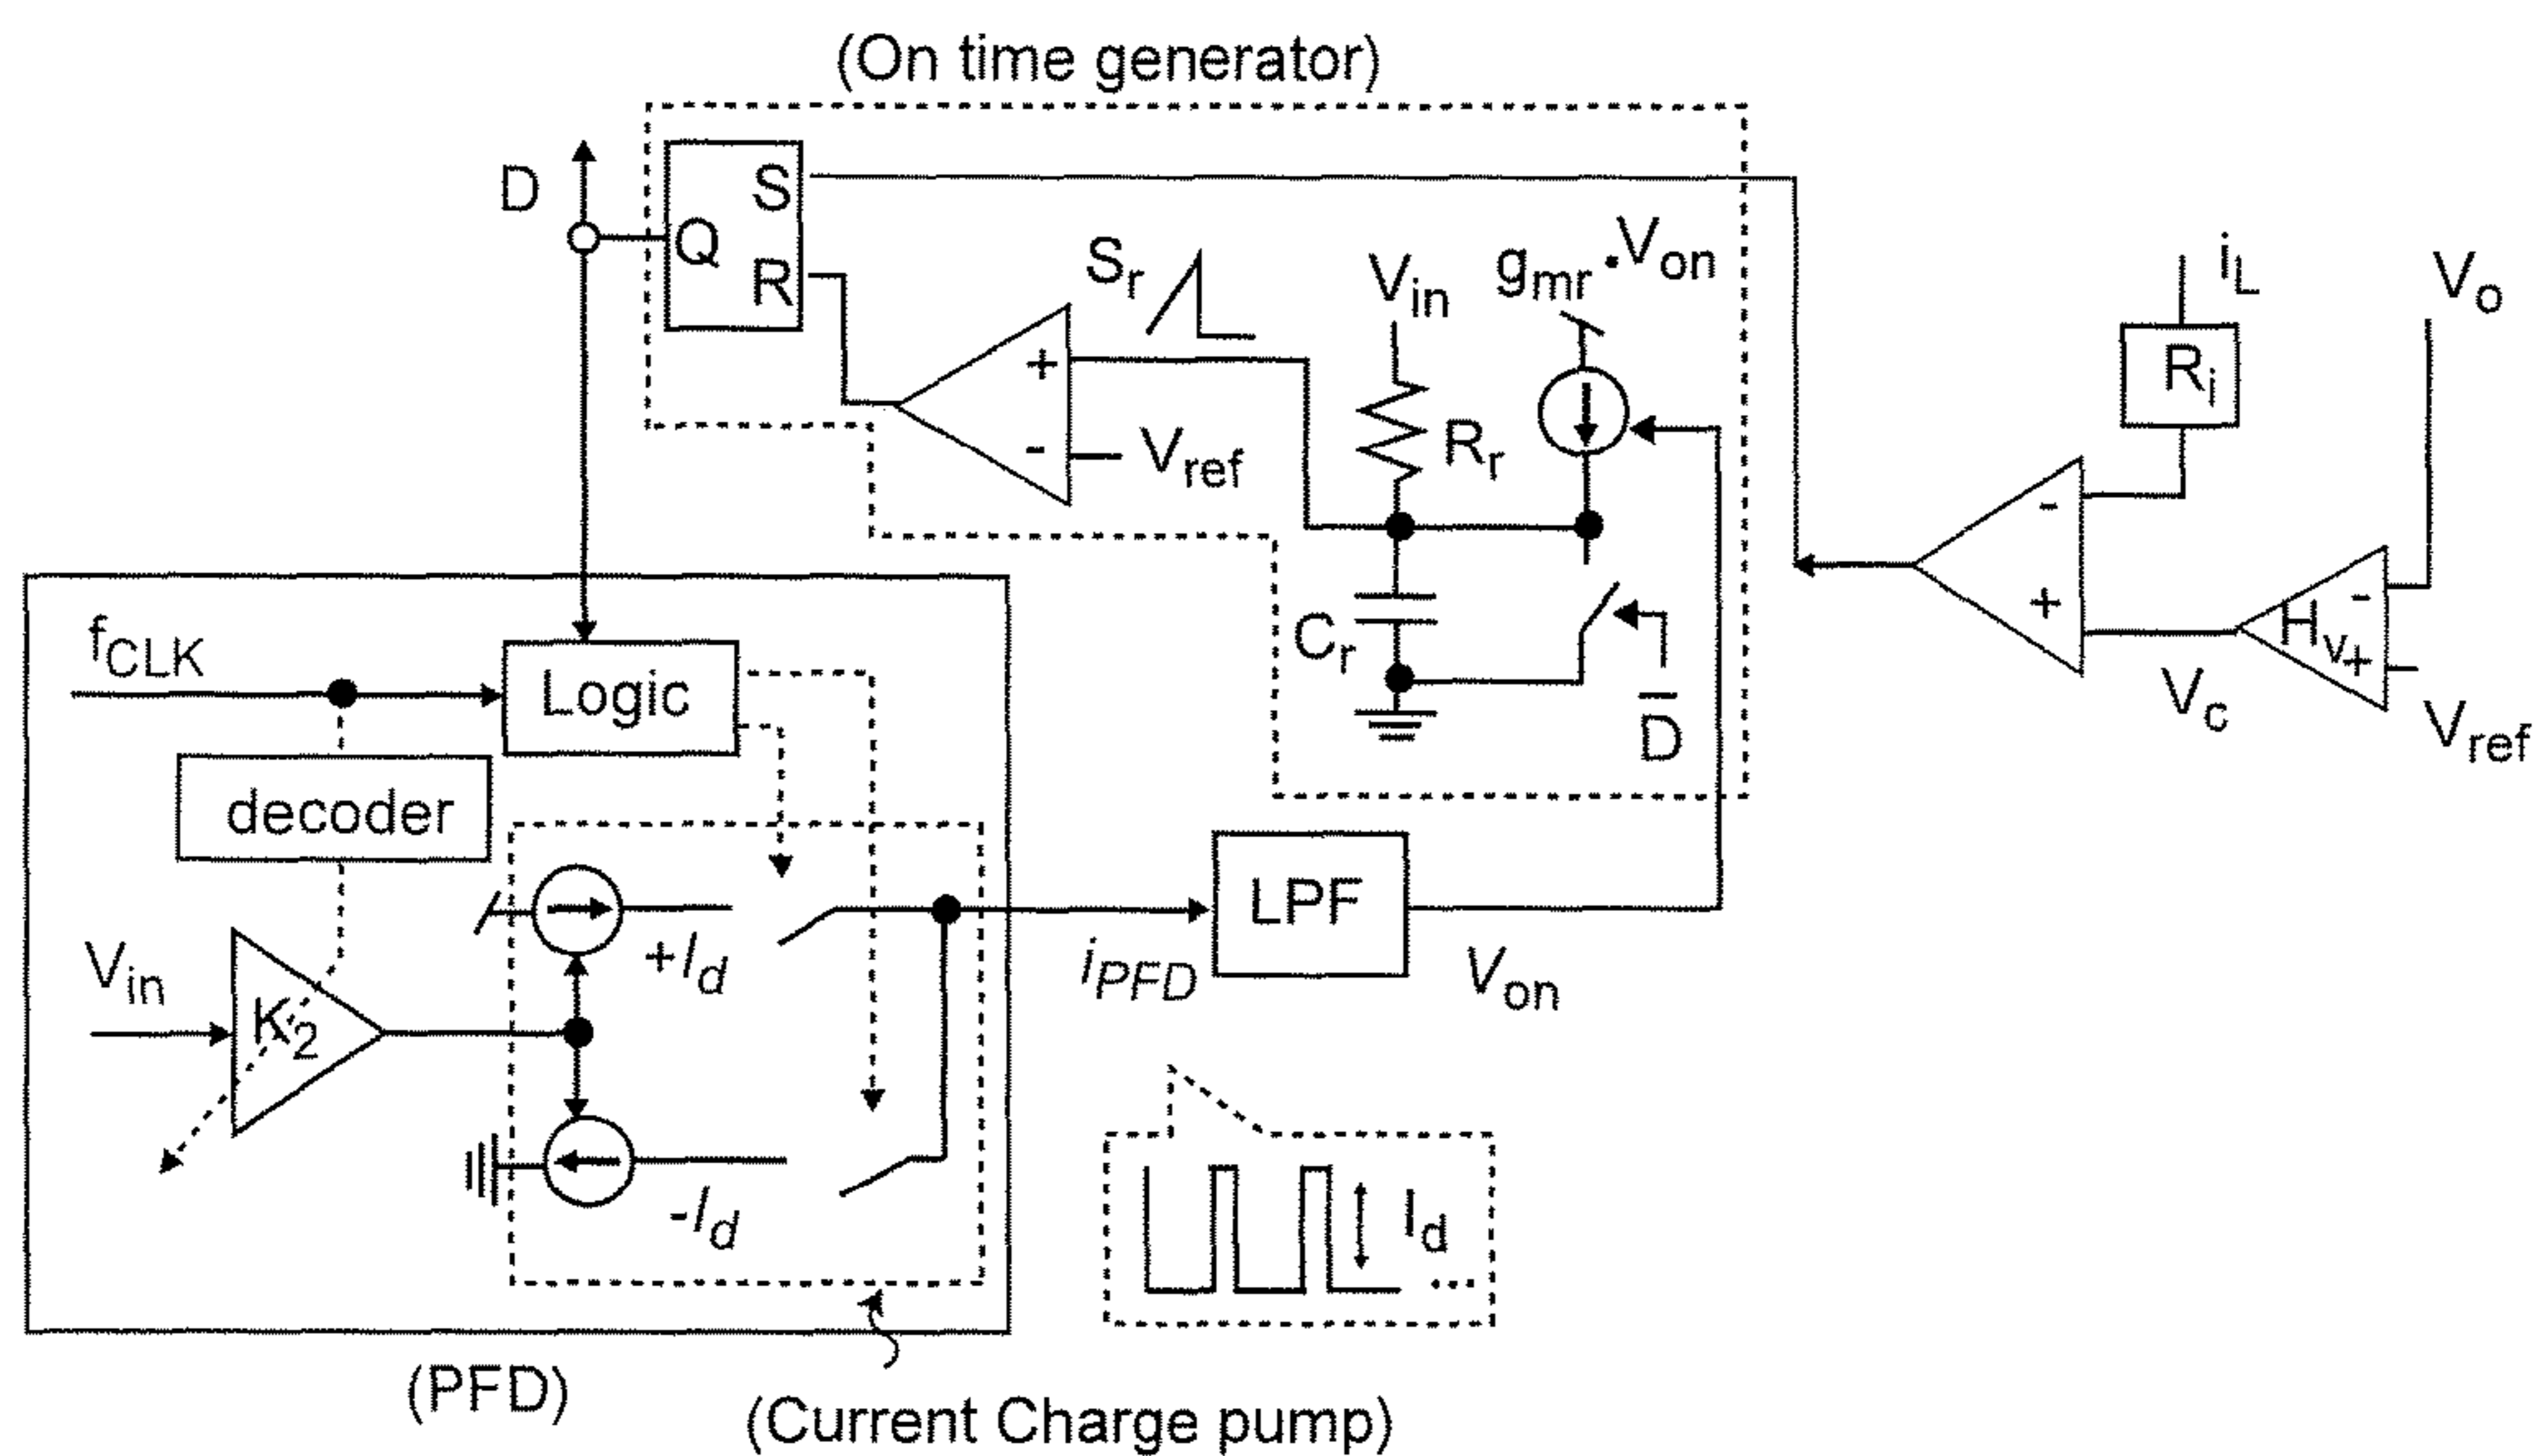 (On time generator)
D
Q
S
R
S_r
+
-
V_ref
V_in
g_mr·V_on
R_r
C_r
D̅
i_L
R_i
V_o
-
+
H_v
-
+
V_c
V_ref
f_CLK
Logic
decoder
V_in
K_2
+I_d
-I_d
i_PFD
LPF
V_on
I_d
...
(PFD)
(Current Charge pump)